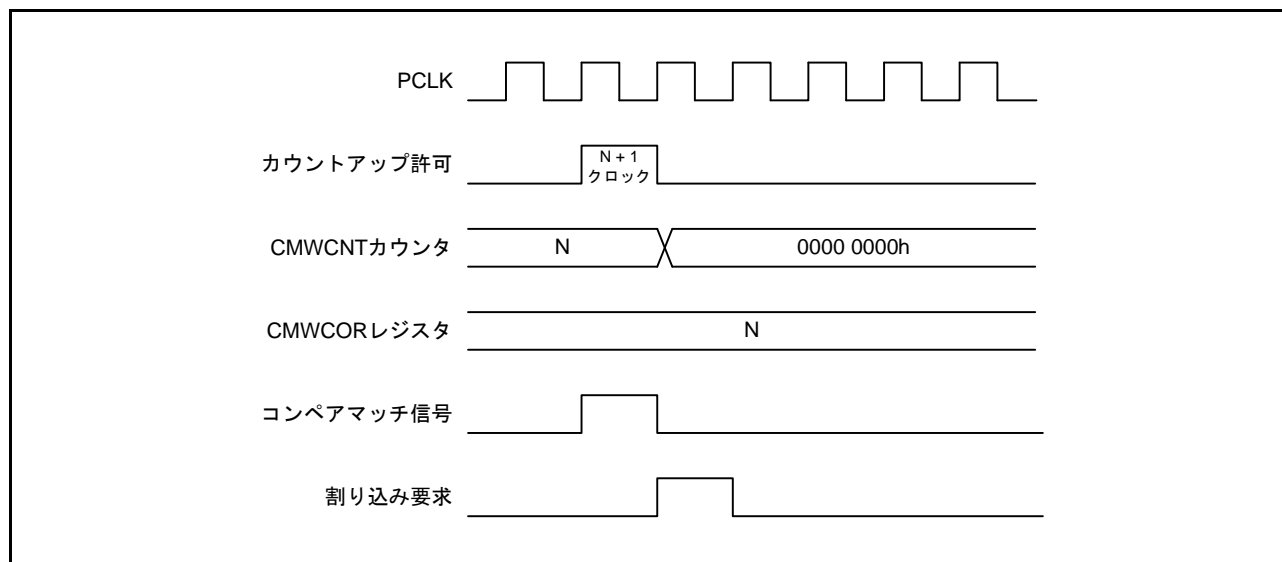 PCLK
カウントアップ許可
N + 1
クロック
CMWCNTカウンタ
N
0000 0000h
CMWCORレジスタ
N
コンペアマッチ信号
割り込み要求